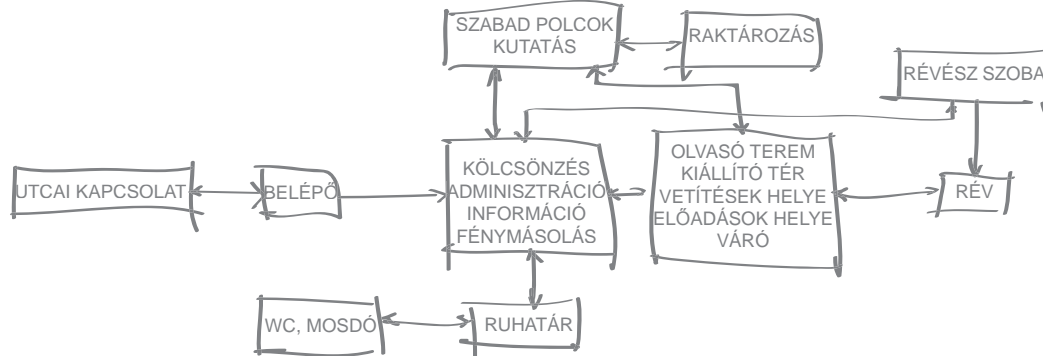 SZABAD POLCOK
KUTATÁS
RAKTÁROZÁS
RÉVÉSZ SZOBA
UTCAI KAPCSOLAT
BELÉPŐ
KÖLCSÖNZÉS
ADMINISZTRÁCIÓ
INFORMÁCIÓ
FÉNYMÁSOLÁS
OLVASÓ TEREM
KIÁLLÍTÓ TÉR
VETÍTÉSEK HELYE
ELŐADÁSOK HELYE
VÁRÓ
RÉV
WC, MOSDÓ
RUHATÁR